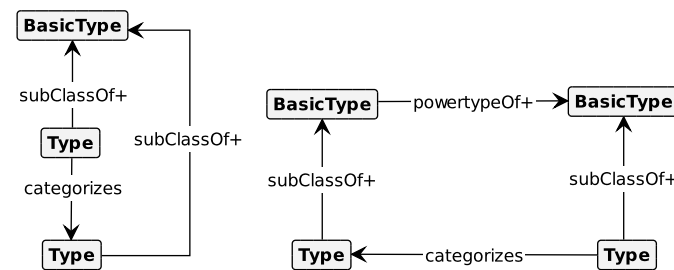 BasicType
subClassOf+
Type
subClassOf+
categorizes
Type
BasicType
powertypeOf+
BasicType
subClassOf+
subClassOf+
Type
categorizes
Type